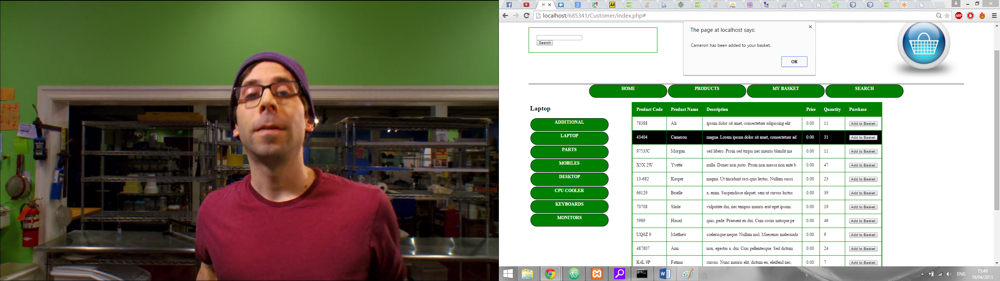 H
localhost/685341/Customer/index.php#
ABP
The page at localhost says:
Cameron has been added to your basket.
OK
Search
HOME
PRODUCTS
MY BASKET
SEARCH
Laptop
ADDITIONAL
LAPTOP
PARTS
MOBILES
DESKTOP
CPU COOLER
KEYBOARDS
MONITORS
Product Code Product Name Description Price Quantity Purchase
78388 Ali ipsum dolor sit amet, consectetuer adipiscing elit 0.00 11 Add to Basket
43404 Cameron magna. Lorem ipsum dolor sit amet, consectetuer ad 0.00 31 Add to Basket
9753JC Morgan sed libero. Proin sed turpis nec mauris blandit ma 0.00 11 Add to Basket
X5X 2W Yvette nulla. Donec non justo. Proin non massa non ante b 0.00 47 Add to Basket
13-682 Kasper magna. Ut tincidunt orci quis lectus. Nullam susci 0.00 23 Add to Basket
66129 Brielle a, enim. Suspendisse aliquet, sem ut cursus luctus 0.00 39 Add to Basket
70708 Slade vulputate dui, nec tempus mauris erat eget ipsum. 0.00 19 Add to Basket
5969 Hasad quis, pede. Praesent eu dui. Cum sociis natoque pe 0.00 46 Add to Basket
UQ6Z 9 Matthew scelerisque neque. Nullam nisl. Maecenas malesuada 0.00 9 Add to Basket
487807 Ann non, egestas a, dui. Cras pellentesque. Sed dictum 0.00 24 Add to Basket
K4L 9P Fatima cursus. Nunc mauris elit, dictum eu, eleifend nec, 0.00 7 Add to Basket
ENG
15:49
18/04/2015